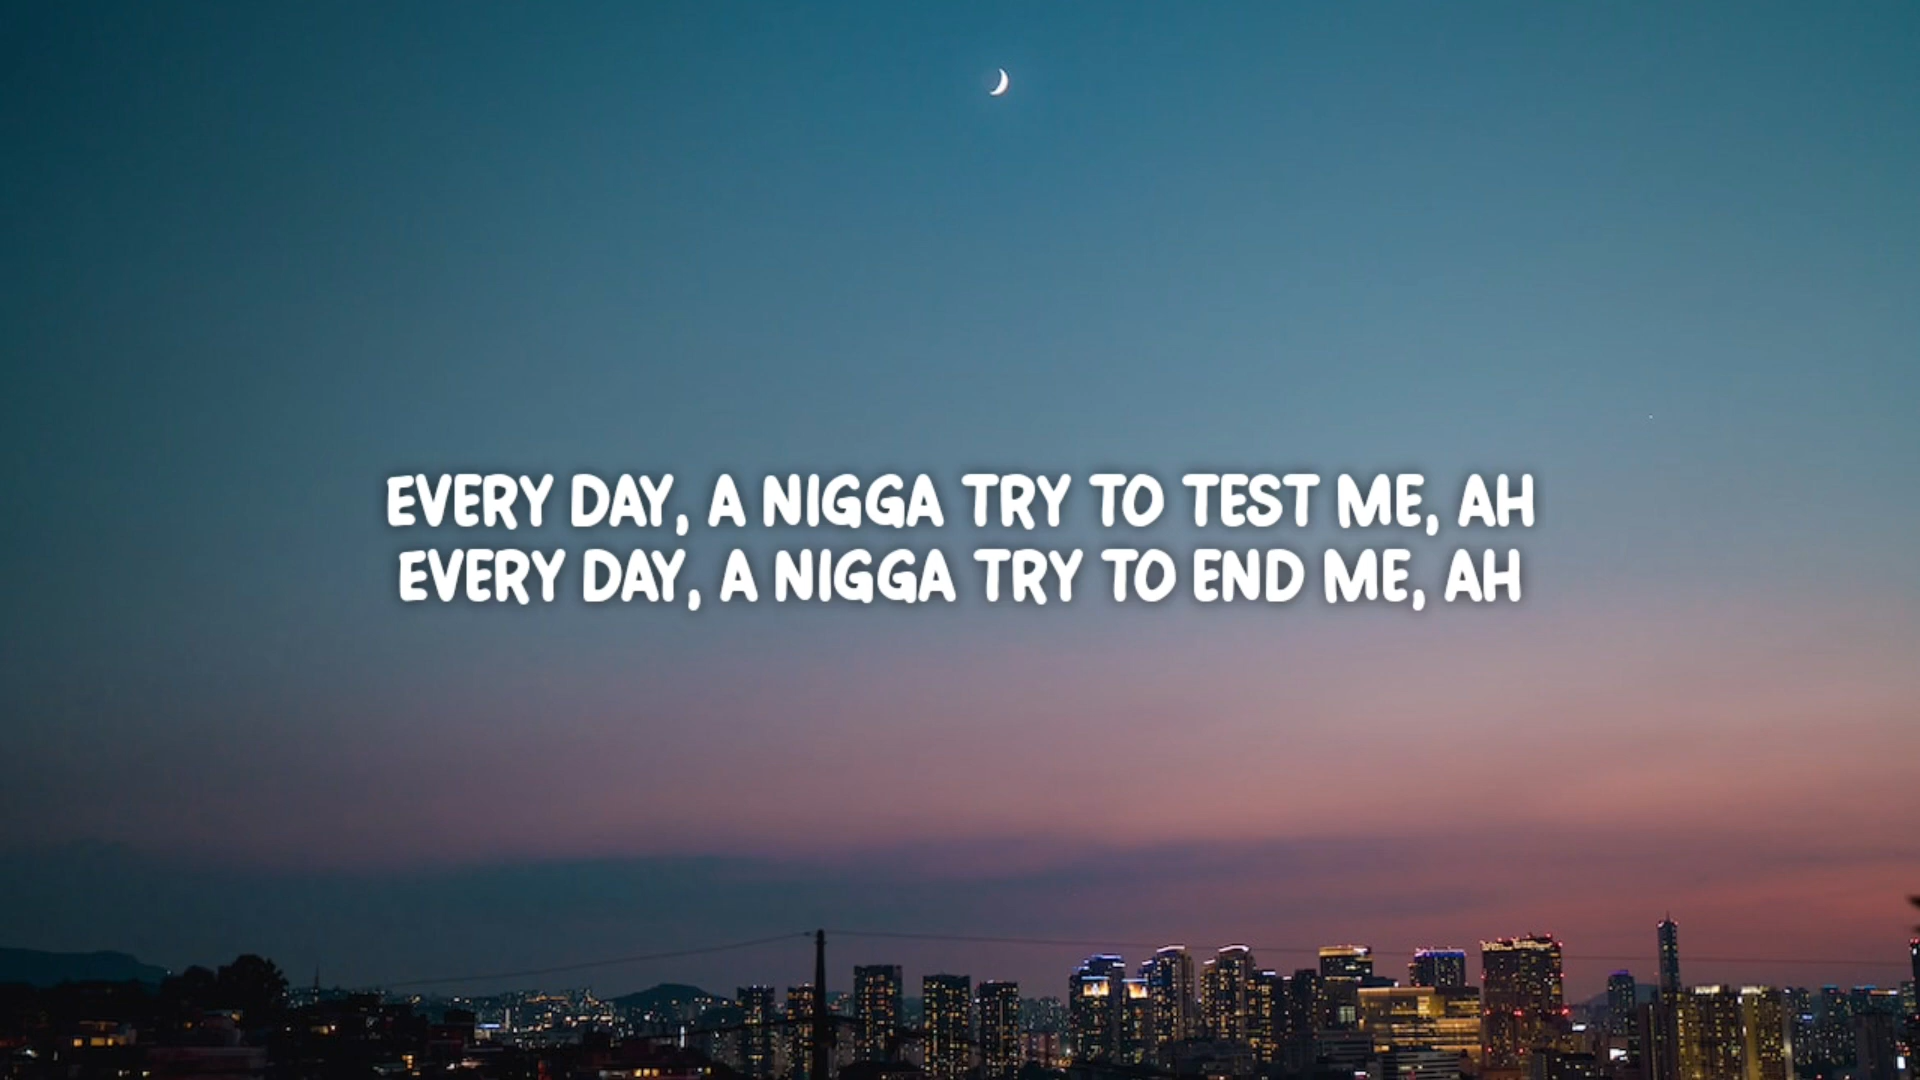 EVERY DAY, A NIGGA TRY TO TEST ME, AH
EVERY DAY, A NIGGA TRY TO END ME, AH